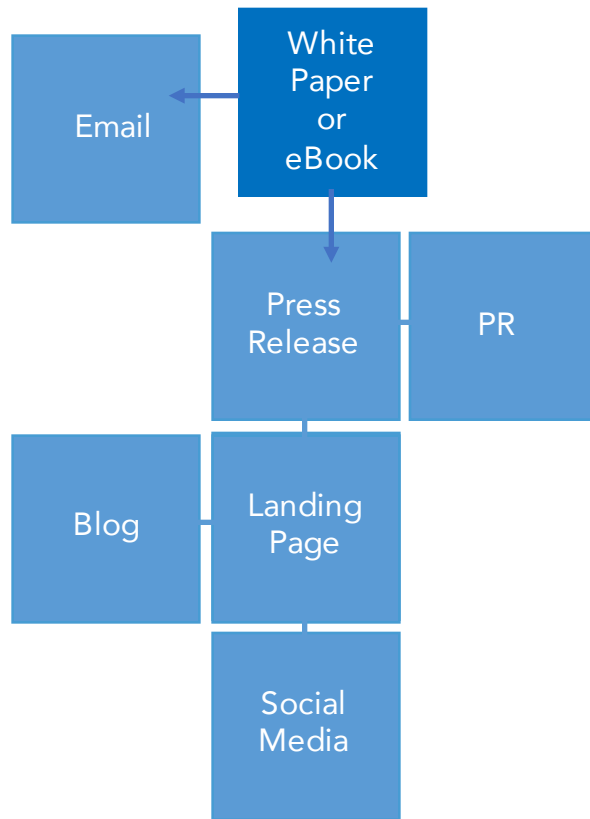 White
Paper
or
eBook
Email
Press
Release
PR
Blog
Landing
Page
Social
Media